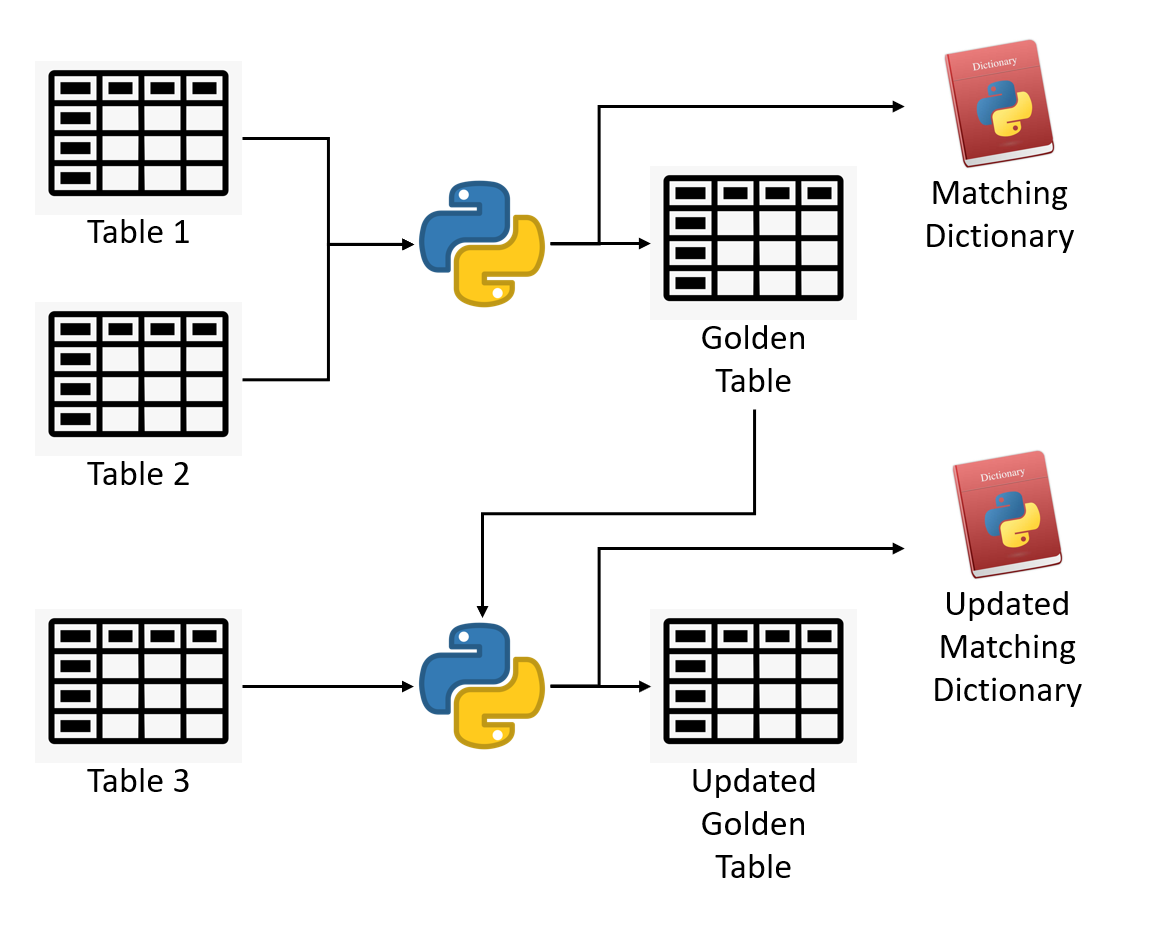 Table 1
Table 2
Dictionary
Matching
Dictionary
Golden
Table
Table 3
Dictionary
Updated
Matching
Dictionary
Updated
Golden
Table